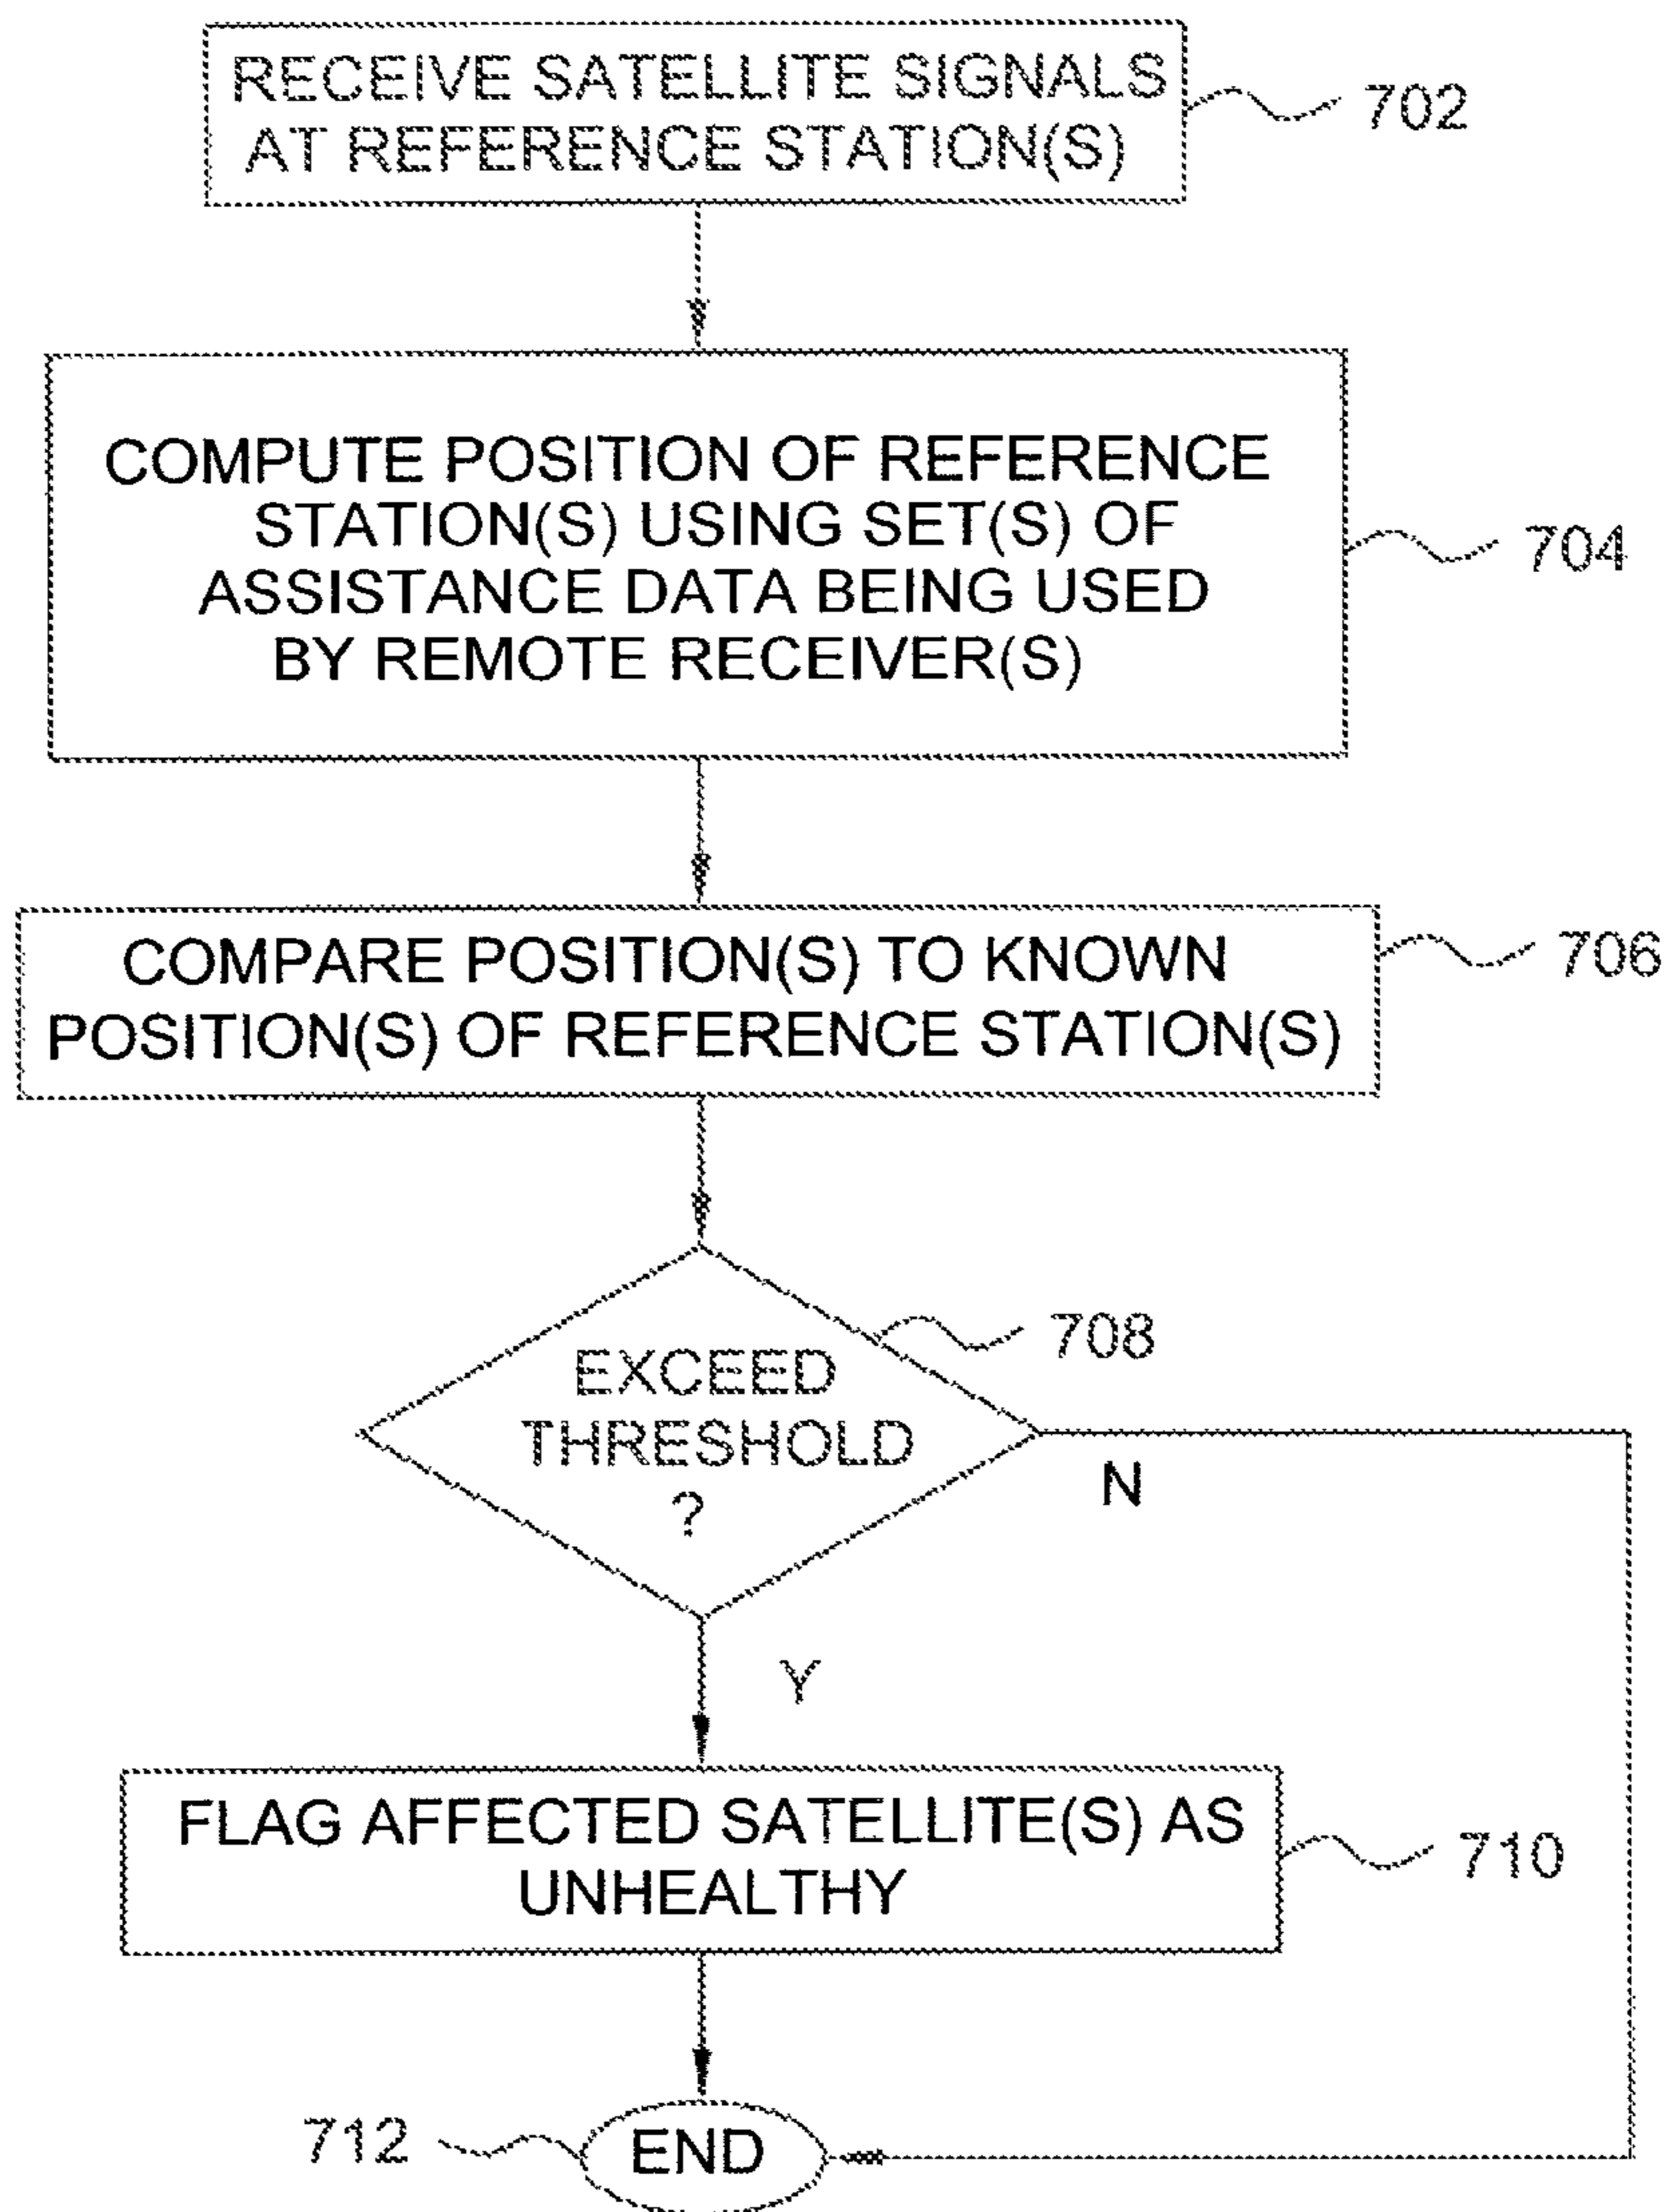 RECEIVE SATELLITE SIGNALS
AT REFERENCE STATION(S)
702
COMPUTE POSITION OF REFERENCE
STATION(S) USING SET(S) OF
ASSISTANCE DATA BEING USED
BY REMOTE RECEIVER(S)
704
COMPARE POSITION(S) TO KNOWN
POSITION(S) OF REFERENCE STATION(S)
706
EXCEED
THRESHOLD
?
708
N
Y
FLAG AFFECTED SATELLITE(S) AS
UNHEALTHY
710
712
END